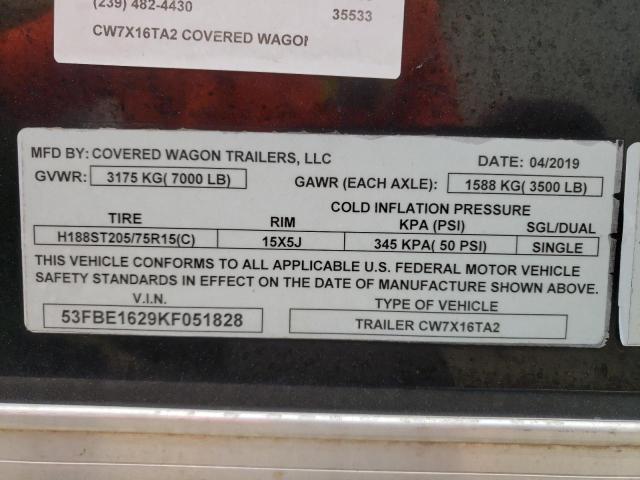 (239) 482-4430
35533
CW7X16TA2 COVERED WAGON
MFD BY: COVERED WAGON TRAILERS, LLC DATE: 04/2019
GVWR: 3175 KG( 7000 LB) GAWR (EACH AXLE): 1588 KG( 3500 LB)
COLD INFLATION PRESSURE
TIRE RIM KPA (PSI) SGL/DUAL
H188ST205/75R15(C) 15X5J 345 KPA( 50 PSI) SINGLE
THIS VEHICLE CONFORMS TO ALL APPLICABLE U.S. FEDERAL MOTOR VEHICLE
SAFETY STANDARDS IN EFFECT ON THE DATE OF MANUFACTURE SHOWN ABOVE.
V.I.N. TYPE OF VEHICLE
53FBE1629KF051828 TRAILER CW7X16TA2